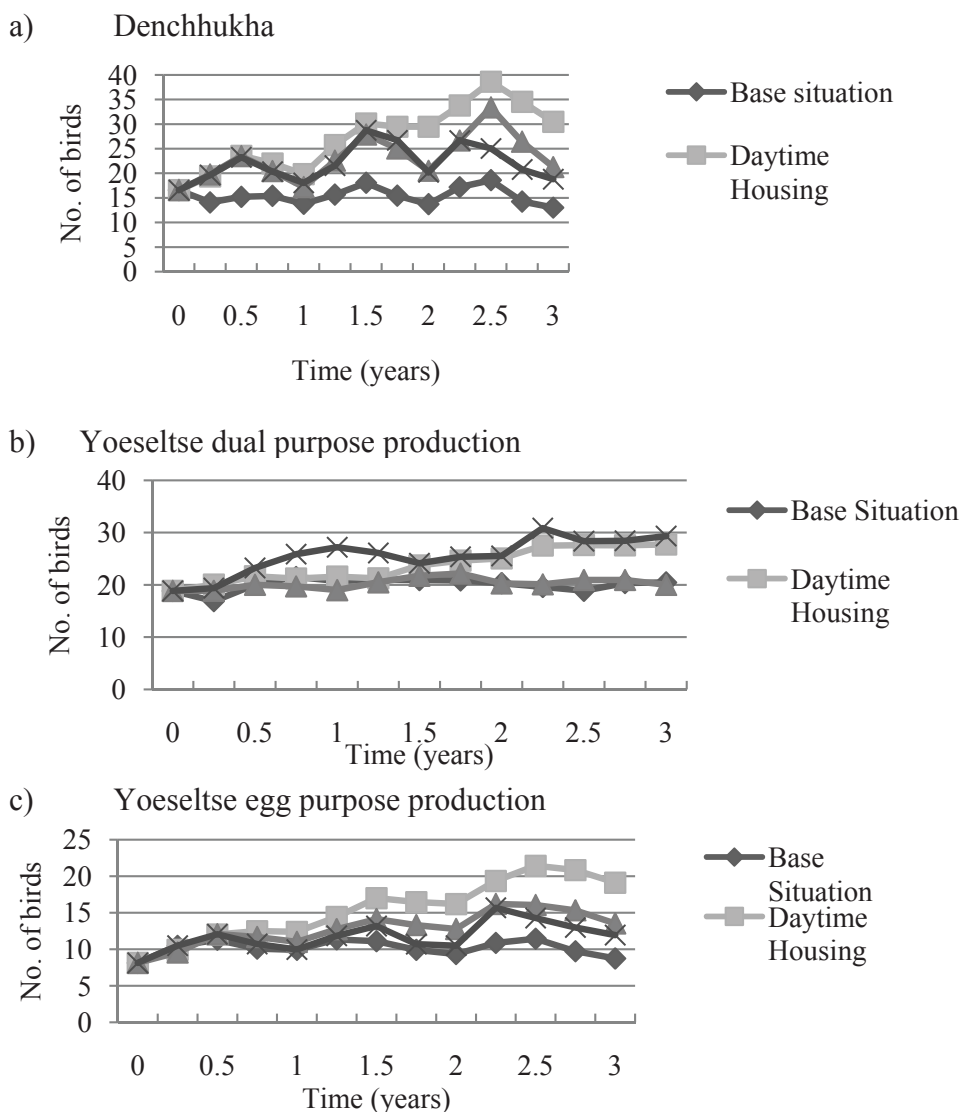 a) Denchhukha
40
35
30
25
20
15
10
5
0
No. of birds
0 0.5 1 1.5 2 2.5 3
Time (years)
Base situation
Daytime
Housing
b) Yoeseltse dual purpose production
40
30
20
10
0
No. of birds
0 0.5 1 1.5 2 2.5 3
Time (years)
Base Situation
Daytime
Housing
c) Yoeseltse egg purpose production
25
20
15
10
5
0
No. of birds
0 0.5 1 1.5 2 2.5 3
Time (years)
Base
Situation
Daytime
Housing